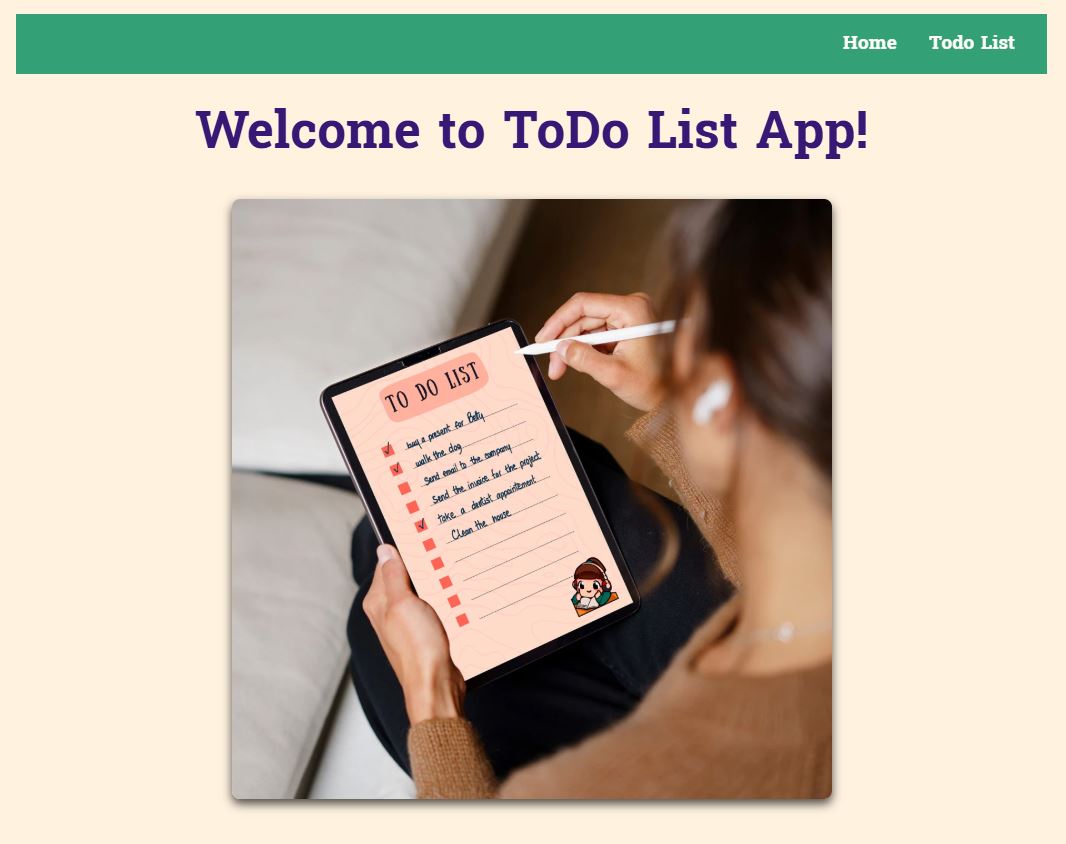 Home Todo List
Welcome to ToDo List App!
TO DO LIST
buy a present for Betty
walk the dog
Send email to the company
Send the invoice for the project
take a dentist appointement
Clean the house